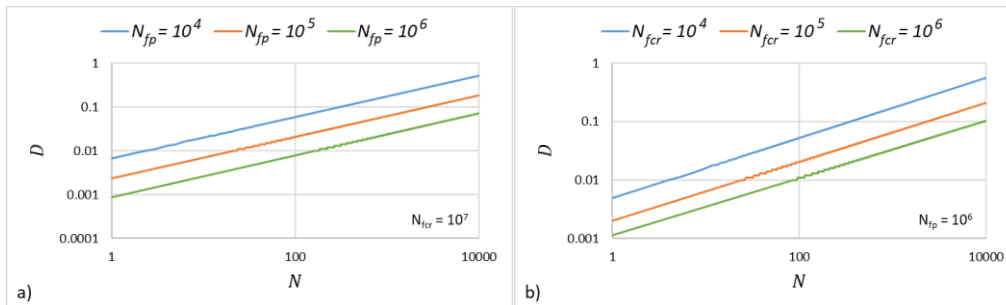 N_fp = 10^4 N_fp = 10^5 N_fp = 10^6
1
0.1
0.01
0.001
0.0001
D
1 100 10000
N
N_fcr = 10^7
a)
N_fcr = 10^4 N_fcr = 10^5 N_fcr = 10^6
1
0.1
0.01
0.001
D
1 100 10000
N
N_fp = 10^6
b)